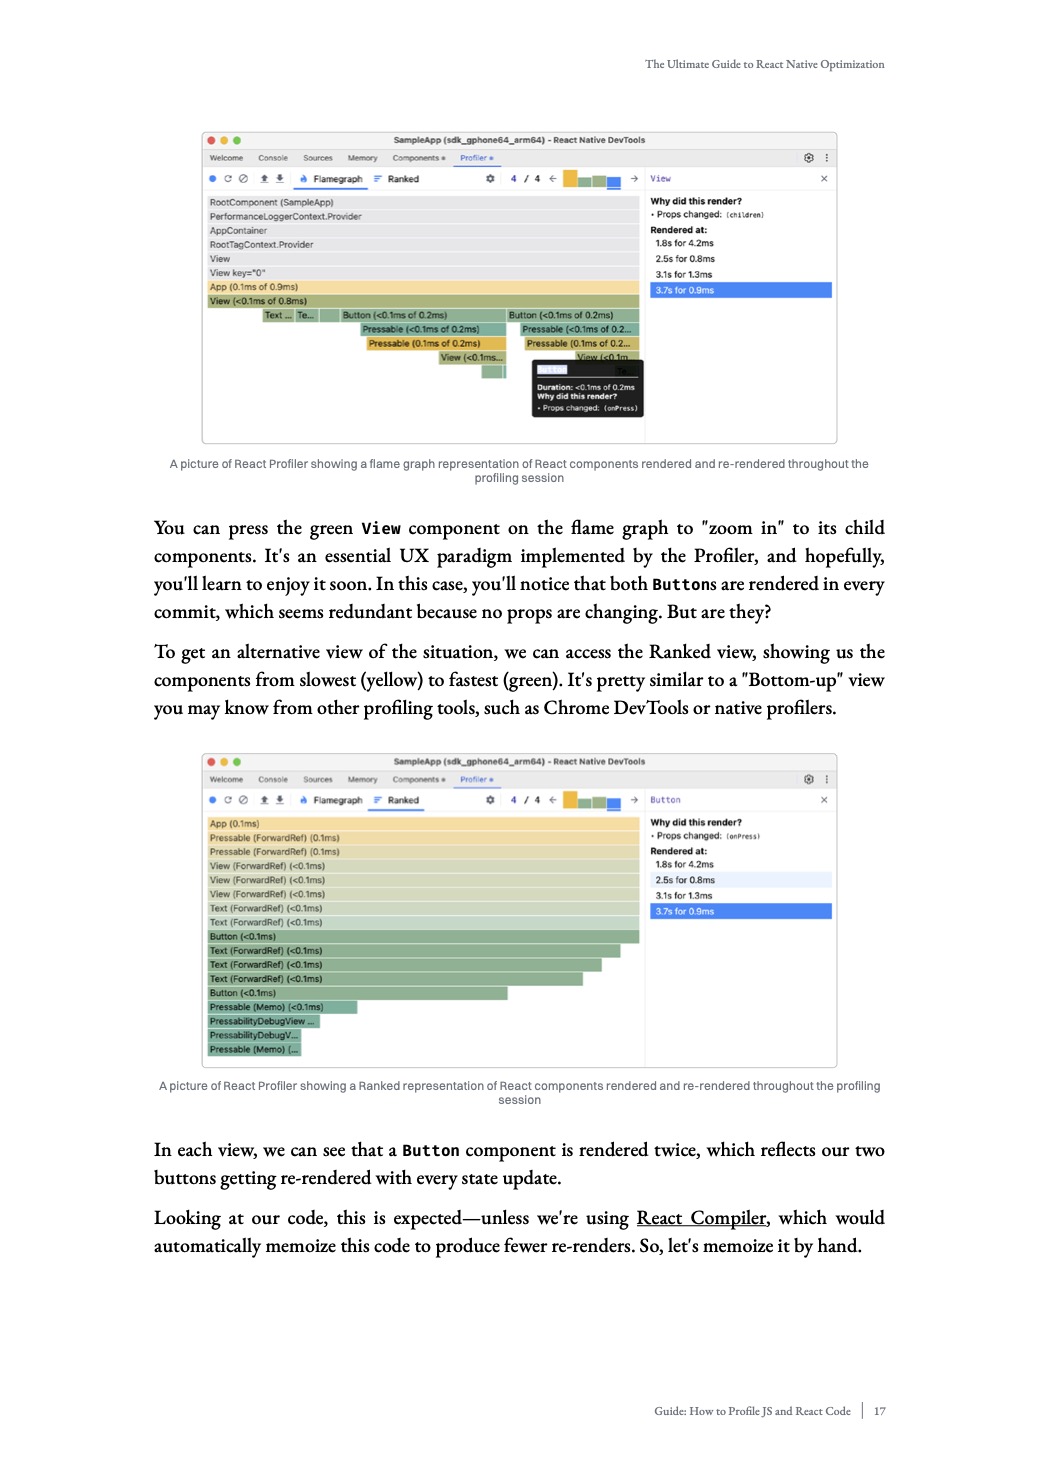 The Ultimate Guide to React Native Optimization
SampleApp (sdk_gphone64_arm64) - React Native DevTools
Welcome Console Sources Memory Components Profiler
Flamegraph Ranked 4 / 4 View
RootComponent (SampleApp)
PerformanceLoggerContext.Provider
AppContainer
RootTagContext.Provider
View
View key="0"
App (0.1ms of 0.9ms)
View (<0.1ms of 0.8ms)
Text ... Te... Button (<0.1ms of 0.2ms) Button (<0.1ms of 0.2ms)
Pressable (<0.1ms of 0.2ms) Pressable (<0.1ms of 0.2...
Pressable (0.1ms of 0.2ms) Pressable (0.1ms of 0.2...
View (<0.1ms... View (<0.1m
Button
Duration: <0.1ms of 0.2ms
Why did this render?
• Props changed: (onPress)
Why did this render?
• Props changed: (children)
Rendered at:
1.8s for 4.2ms
2.5s for 0.8ms
3.1s for 1.3ms
3.7s for 0.9ms
A picture of React Profiler showing a flame graph representation of React components rendered and re-rendered throughout the
profiling session
You can press the green View component on the flame graph to "zoom in" to its child
components. It's an essential UX paradigm implemented by the Profiler, and hopefully,
you'll learn to enjoy it soon. In this case, you'll notice that both Buttons are rendered in every
commit, which seems redundant because no props are changing. But are they?
To get an alternative view of the situation, we can access the Ranked view, showing us the
components from slowest (yellow) to fastest (green). It's pretty similar to a "Bottom-up" view
you may know from other profiling tools, such as Chrome DevTools or native profilers.
SampleApp (sdk_gphone64_arm64) - React Native DevTools
Welcome Console Sources Memory Components Profiler
Flamegraph Ranked 4 / 4 Button
App (0.1ms)
Pressable (ForwardRef) (0.1ms)
Pressable (ForwardRef) (0.1ms)
View (ForwardRef) (<0.1ms)
View (ForwardRef) (<0.1ms)
View (ForwardRef) (<0.1ms)
Text (ForwardRef) (<0.1ms)
Text (ForwardRef) (<0.1ms)
Button (<0.1ms)
Text (ForwardRef) (<0.1ms)
Text (ForwardRef) (<0.1ms)
Text (ForwardRef) (<0.1ms)
Button (<0.1ms)
Pressable (Memo) (<0.1ms)
PressabilityDebugView ...
PressabilityDebugV...
Pressable (Memo) (...
Why did this render?
• Props changed: (onPress)
Rendered at:
1.8s for 4.2ms
2.5s for 0.8ms
3.1s for 1.3ms
3.7s for 0.9ms
A picture of React Profiler showing a Ranked representation of React components rendered and re-rendered throughout the profiling
session
In each view, we can see that a Button component is rendered twice, which reflects our two
buttons getting re-rendered with every state update.
Looking at our code, this is expected—unless we're using React Compiler, which would
automatically memoize this code to produce fewer re-renders. So, let's memoize it by hand.
Guide: How to Profile JS and React Code | 17